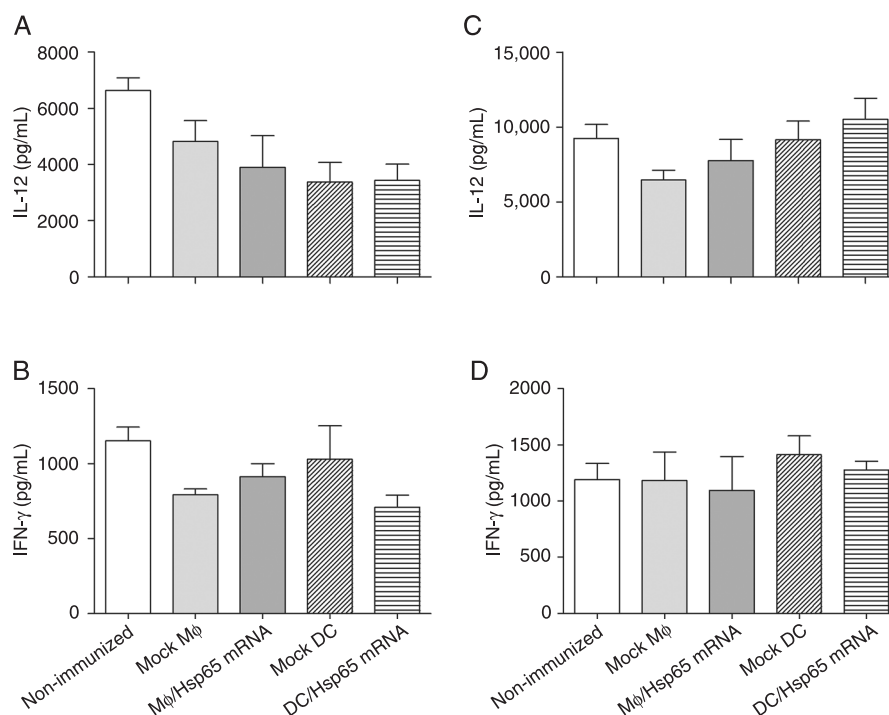 A
8000
6000
4000
2000
0
IL-12 (pg/mL)
C
15,000
10,000
5,000
0
IL-12 (pg/mL)
B
1500
1000
500
0
IFN-γ (pg/mL)
Non-immunized
Mock Mϕ
Mϕ/Hsp65 mRNA
Mock DC
DC/Hsp65 mRNA
D
2000
1500
1000
500
0
IFN-γ (pg/mL)
Non-immunized
Mock Mϕ
Mϕ/Hsp65 mRNA
Mock DC
DC/Hsp65 mRNA